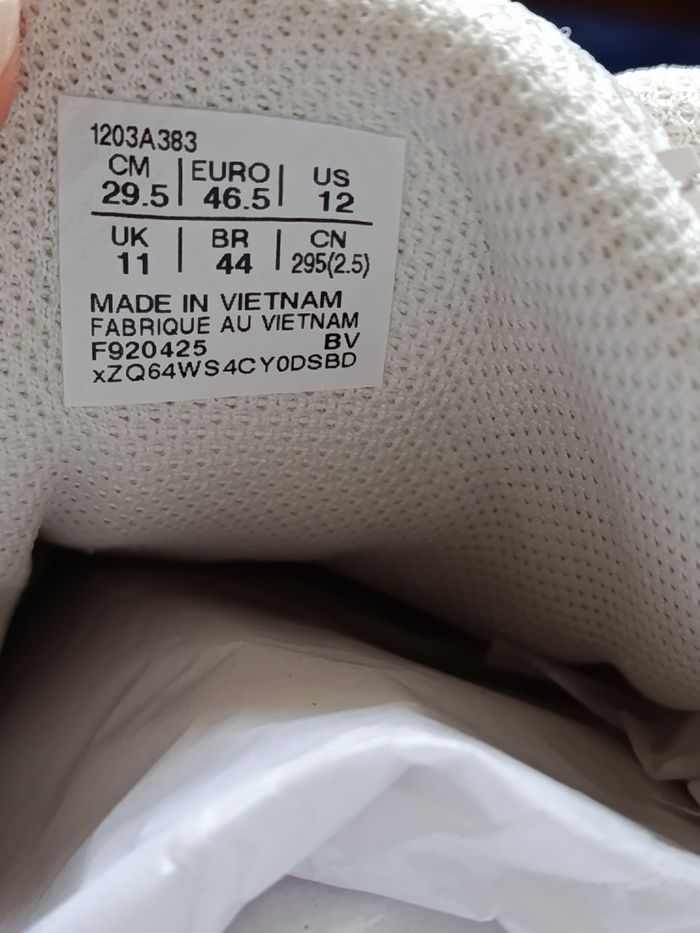 1203A383
CM | EURO | US
29.5 | 46.5 | 12
UK | BR | CN
11 | 44 | 295(2.5)
MADE IN VIETNAM
FABRIQUE AU VIETNAM
F920425 BV
xZQ64WS4CY0DSBD